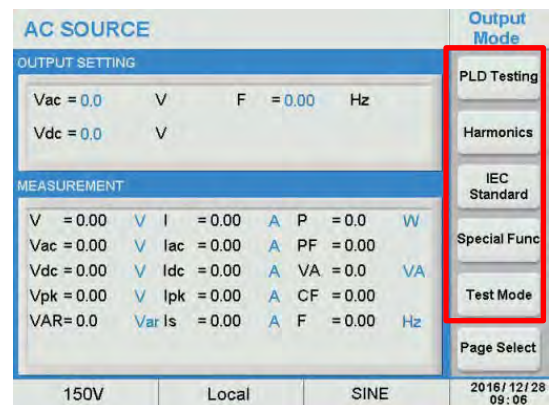 AC SOURCE
OUTPUT SETTING
Vac = 0.0 V F = 0.00 Hz
Vdc = 0.0 V
MEASUREMENT
V = 0.00 V I = 0.00 A P = 0.0 W
Vac = 0.00 V Iac = 0.00 A PF = 0.00
Vdc = 0.00 V Idc = 0.00 A VA = 0.0 VA
Vpk = 0.00 V Ipk = 0.00 A CF = 0.00
VAR= 0.0 Var Is = 0.00 A F = 0.00 Hz
150V Local SINE
Output
Mode
PLD Testing
Harmonics
IEC
Standard
Special Func
Test Mode
Page Select
2016/12/28
09:06